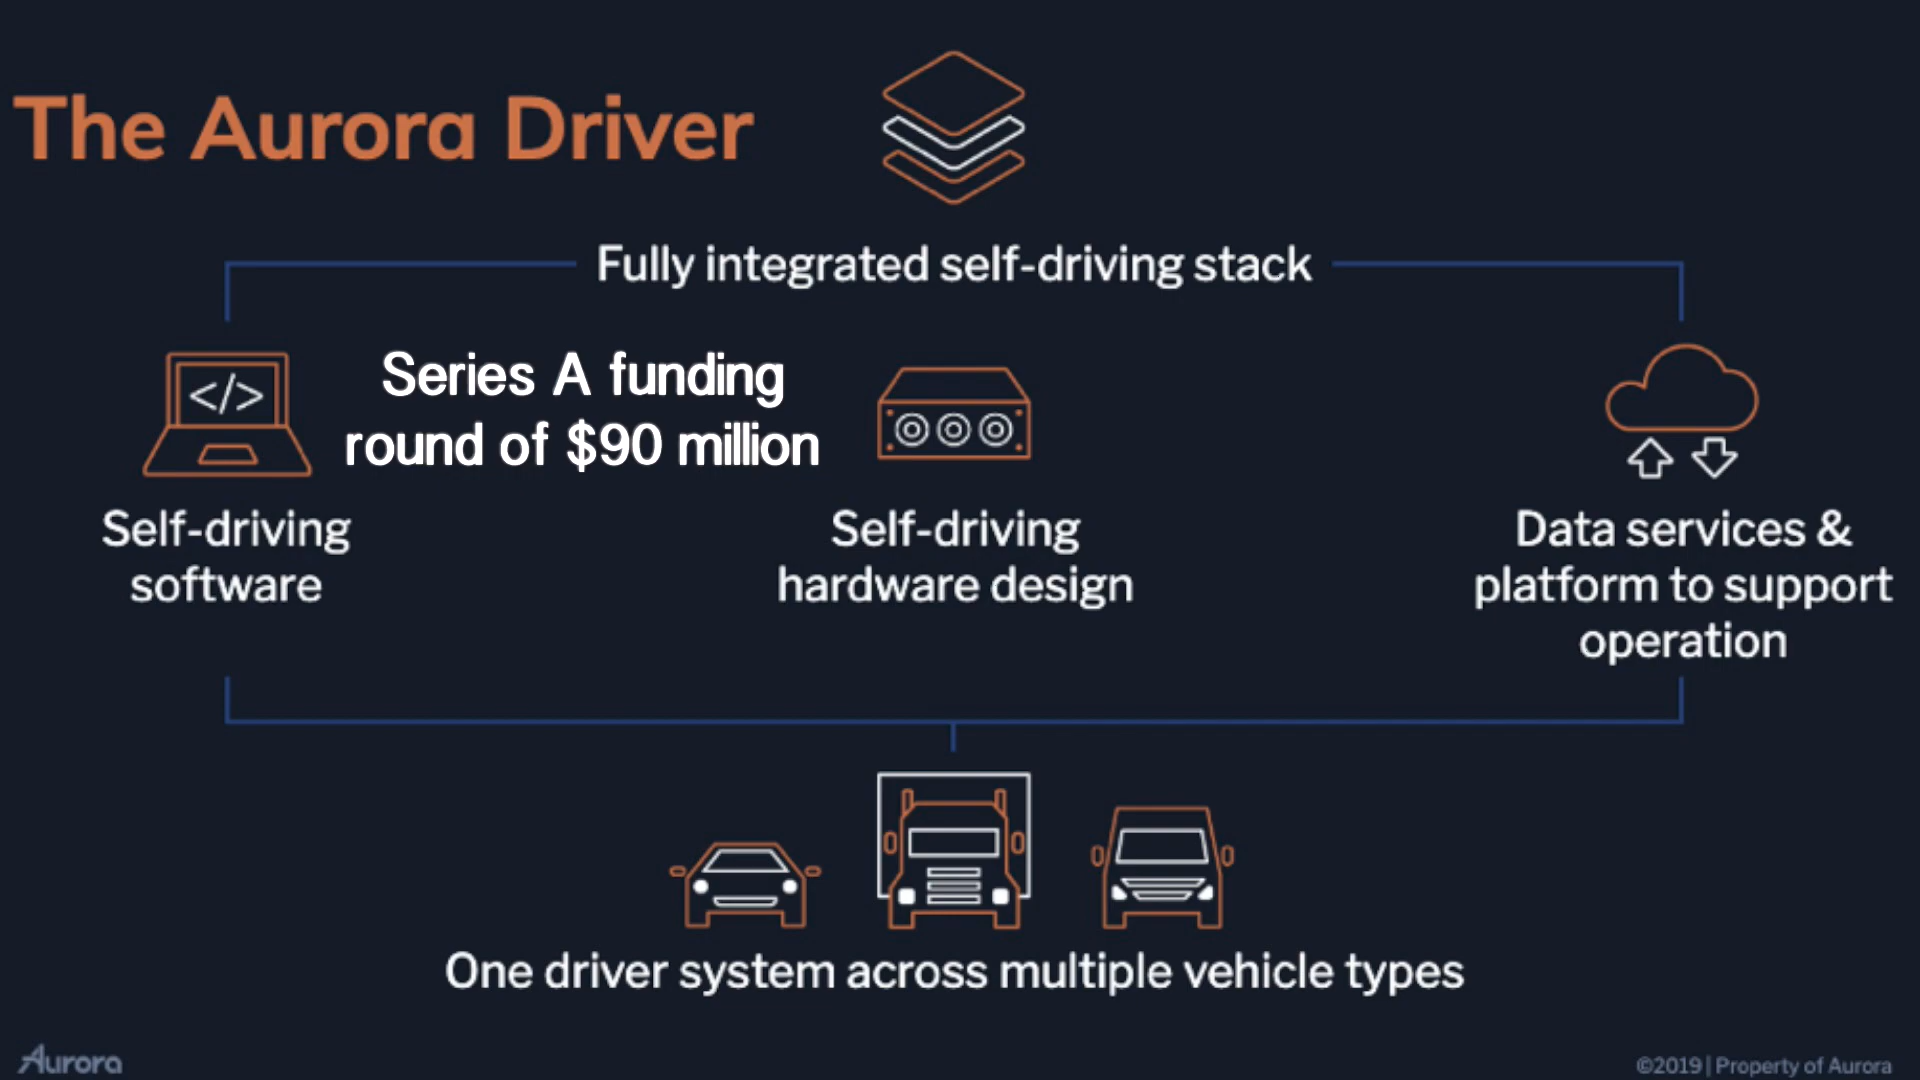 The Aurora Driver
Fully integrated self-driving stack
</>
Series A funding
round of $90 million
Self-driving
software
Self-driving
hardware design
Data services &
platform to support
operation
One driver system across multiple vehicle types
Aurora
©2019 | Property of Aurora